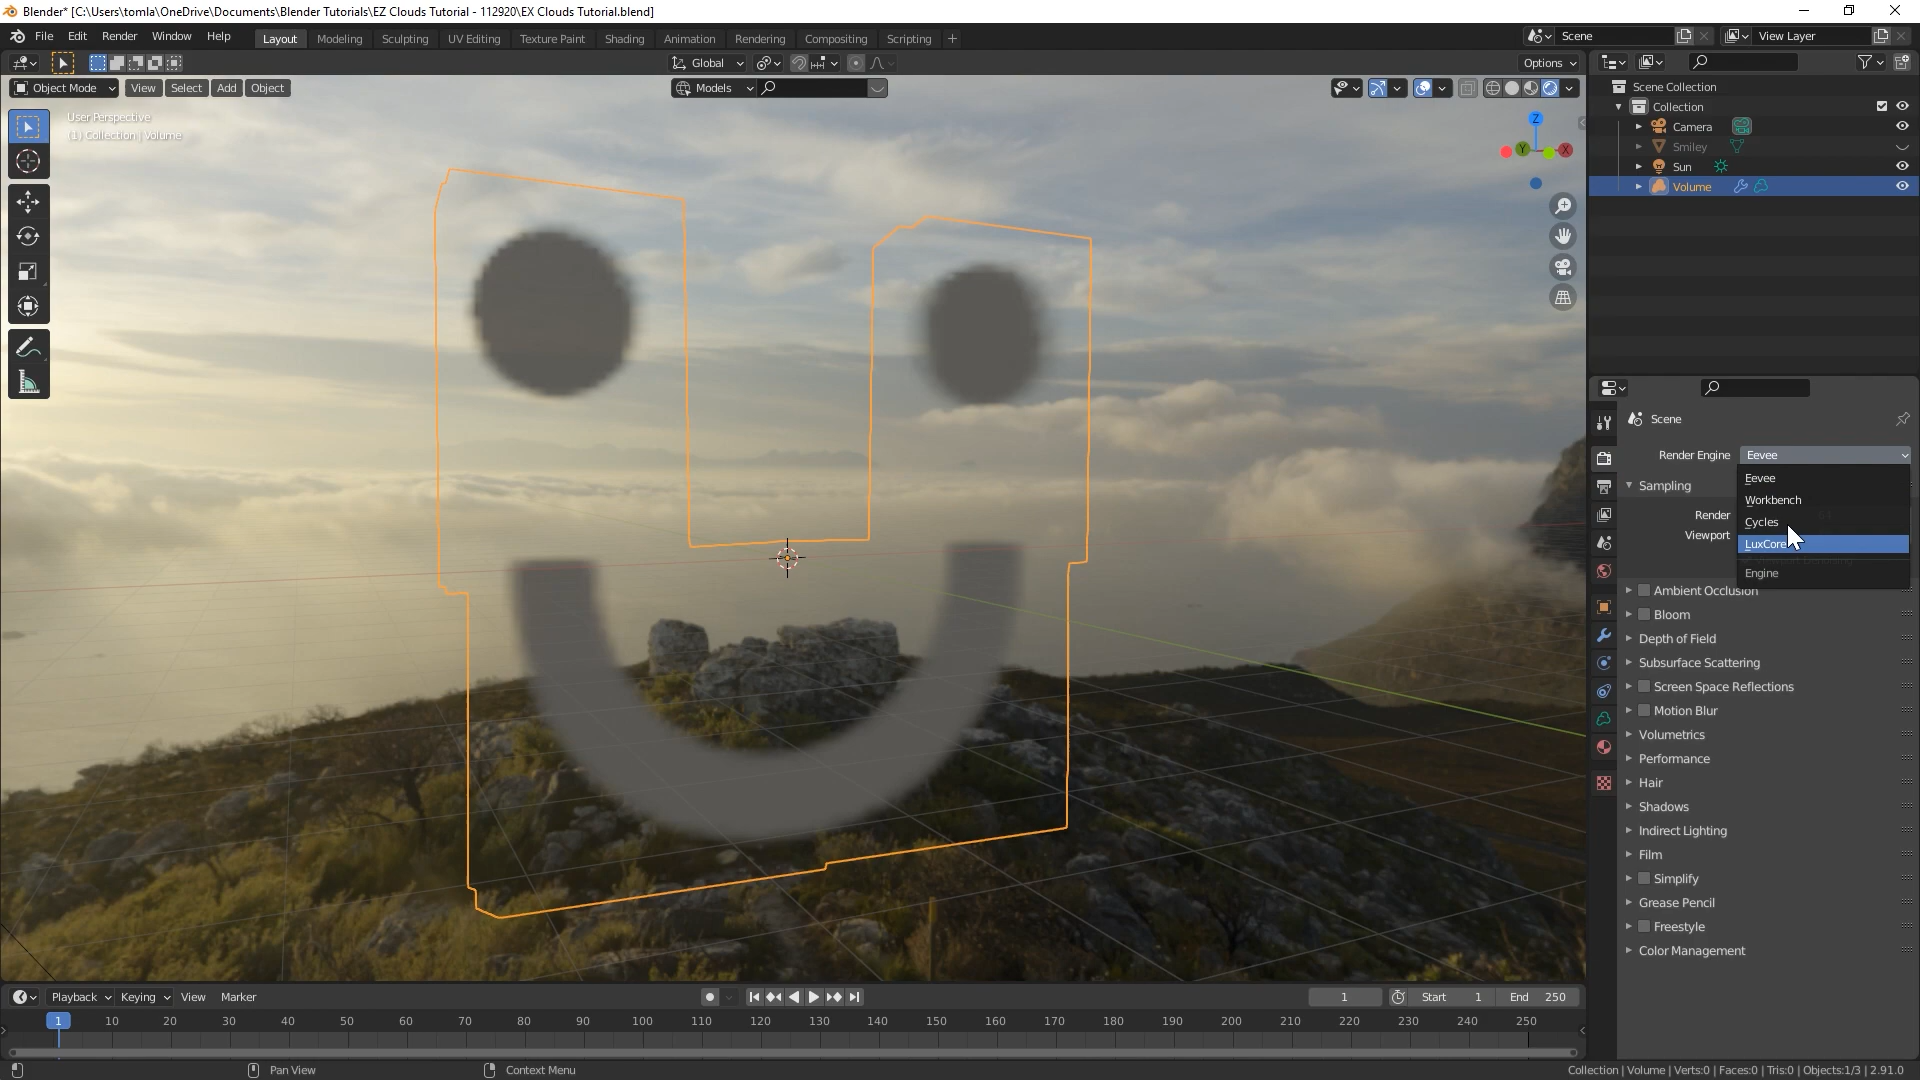 Blender* [C:\Users\tomla\OneDrive\Documents\Blender Tutorials\EZ Clouds Tutorial - 112920\EX Clouds Tutorial.blend]
File Edit Render Window Help
Layout Modeling Sculpting UV Editing Texture Paint Shading Animation Rendering Compositing Scripting +
Scene
View Layer
Global
Options
Object Mode View Select Add Object
Models
User Perspective
(1) Collection | Volume
Z
Y
X
Scene Collection
Collection
Camera
Smiley
Sun
Volume
Scene
Render Engine Eevee
Eevee
Workbench
Cycles
LuxCore
Engine
Sampling
Render
Viewport
Ambient Occlusion
Bloom
Depth of Field
Subsurface Scattering
Screen Space Reflections
Motion Blur
Volumetrics
Performance
Hair
Shadows
Indirect Lighting
Film
Simplify
Grease Pencil
Freestyle
Color Management
Playback Keying View Marker
1 Start 1 End 250
1 10 20 30 40 50 60 70 80 90 100 110 120 130 140 150 160 170 180 190 200 210 220 230 240 250
Pan View
Context Menu
Collection | Volume | Verts:0 | Faces:0 | Tris:0 | Objects:1/3 | 2.91.0